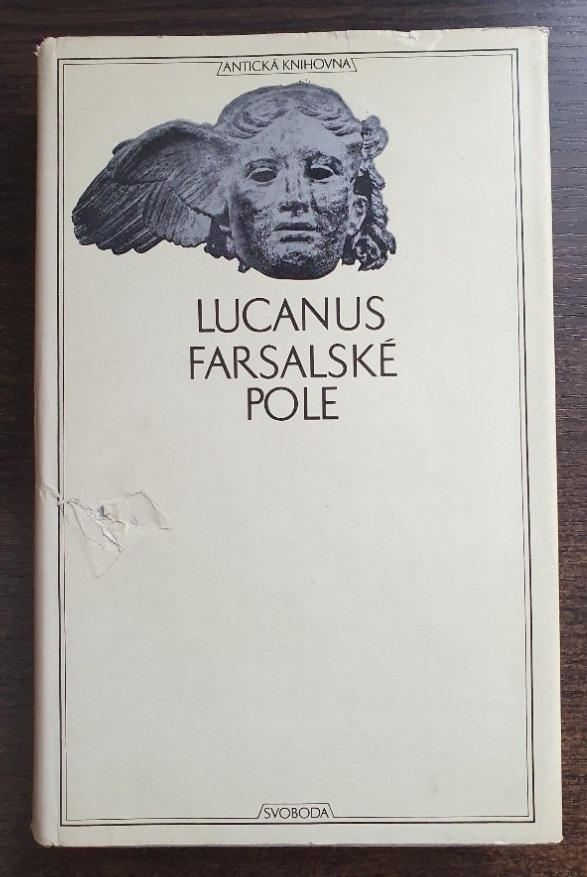 ANTICKÁ KNIHOVNA
LUCANUS
FARSALSKÉ
POLE
SVOBODA